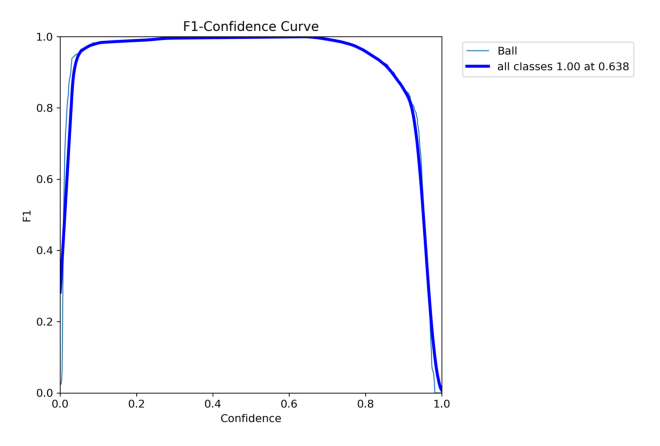 F1-Confidence Curve
Ball
all classes 1.00 at 0.638
1.0
0.8
0.6
0.4
0.2
0.0
F1
0.0 0.2 0.4 0.6 0.8 1.0
Confidence